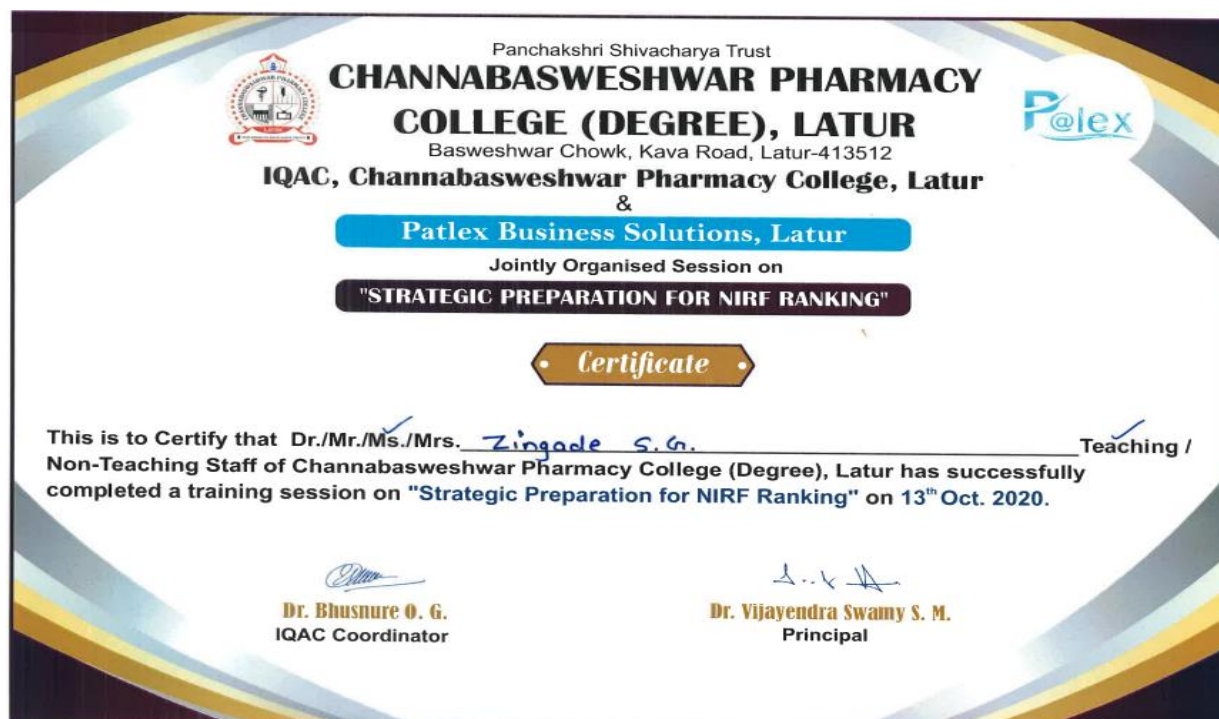 Panchakshri Shivacharya Trust
CHANNABASWESHWAR PHARMACY
COLLEGE (DEGREE), LATUR
P@lex
Basweshwar Chowk, Kava Road, Latur-413512
IQAC, Channabasweshwar Pharmacy College, Latur
&
Patlex Business Solutions, Latur
Jointly Organised Session on
"STRATEGIC PREPARATION FOR NIRF RANKING"
Certificate
This is to Certify that Dr./Mr./Ms./Mrs. Zingade S.G. Teaching /
Non-Teaching Staff of Channabasweshwar Pharmacy College (Degree), Latur has successfully
completed a training session on "Strategic Preparation for NIRF Ranking" on 13th Oct. 2020.
Dr. Bhusnure O. G.
IQAC Coordinator
Dr. Vijayendra Swamy S. M.
Principal